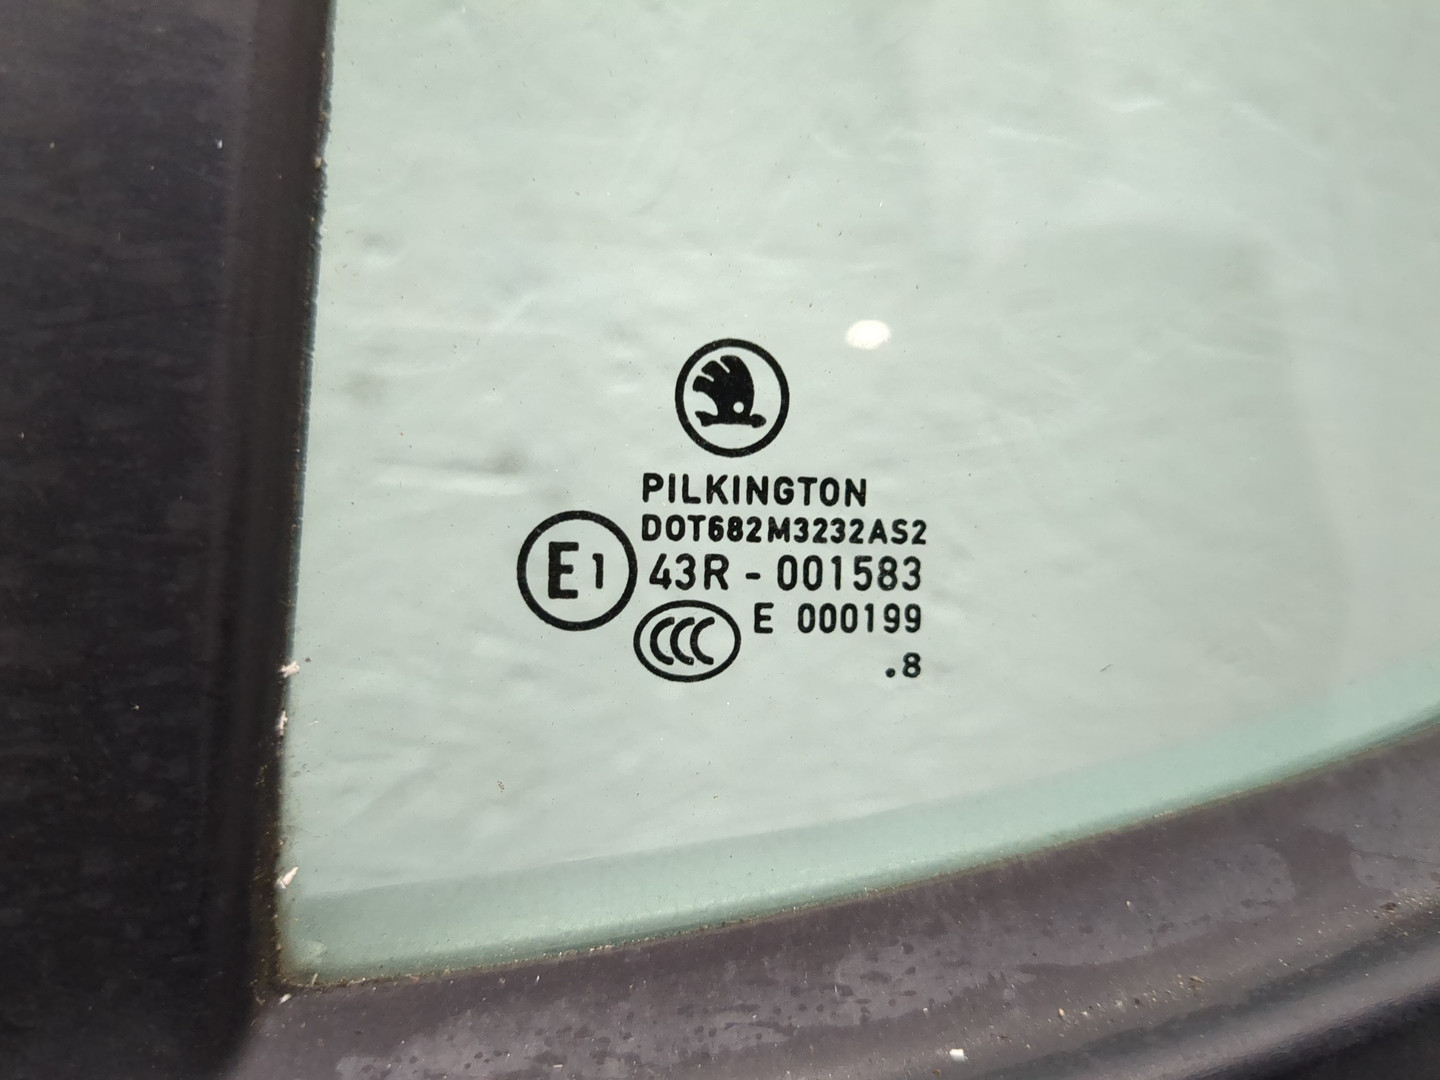 PILKINGTON
DOT682M3232AS2
E1 43R - 001583
CCC E 000199
.8